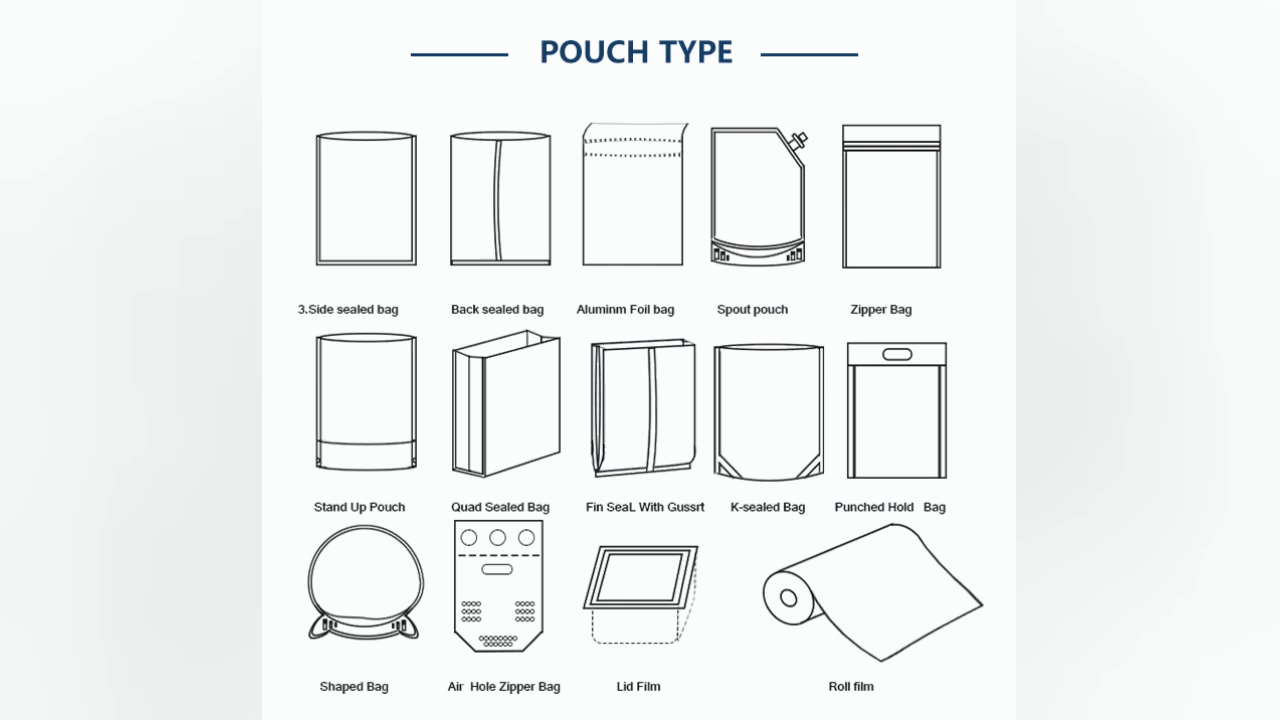 POUCH TYPE
3.Side sealed bag
Back sealed bag
Aluminm Foil bag
Spout pouch
Zipper Bag
Stand Up Pouch
Quad Sealed Bag
Fin SeaL With Gussrt
K-sealed Bag
Punched Hold Bag
Shaped Bag
Air Hole Zipper Bag
Lid Film
Roll film